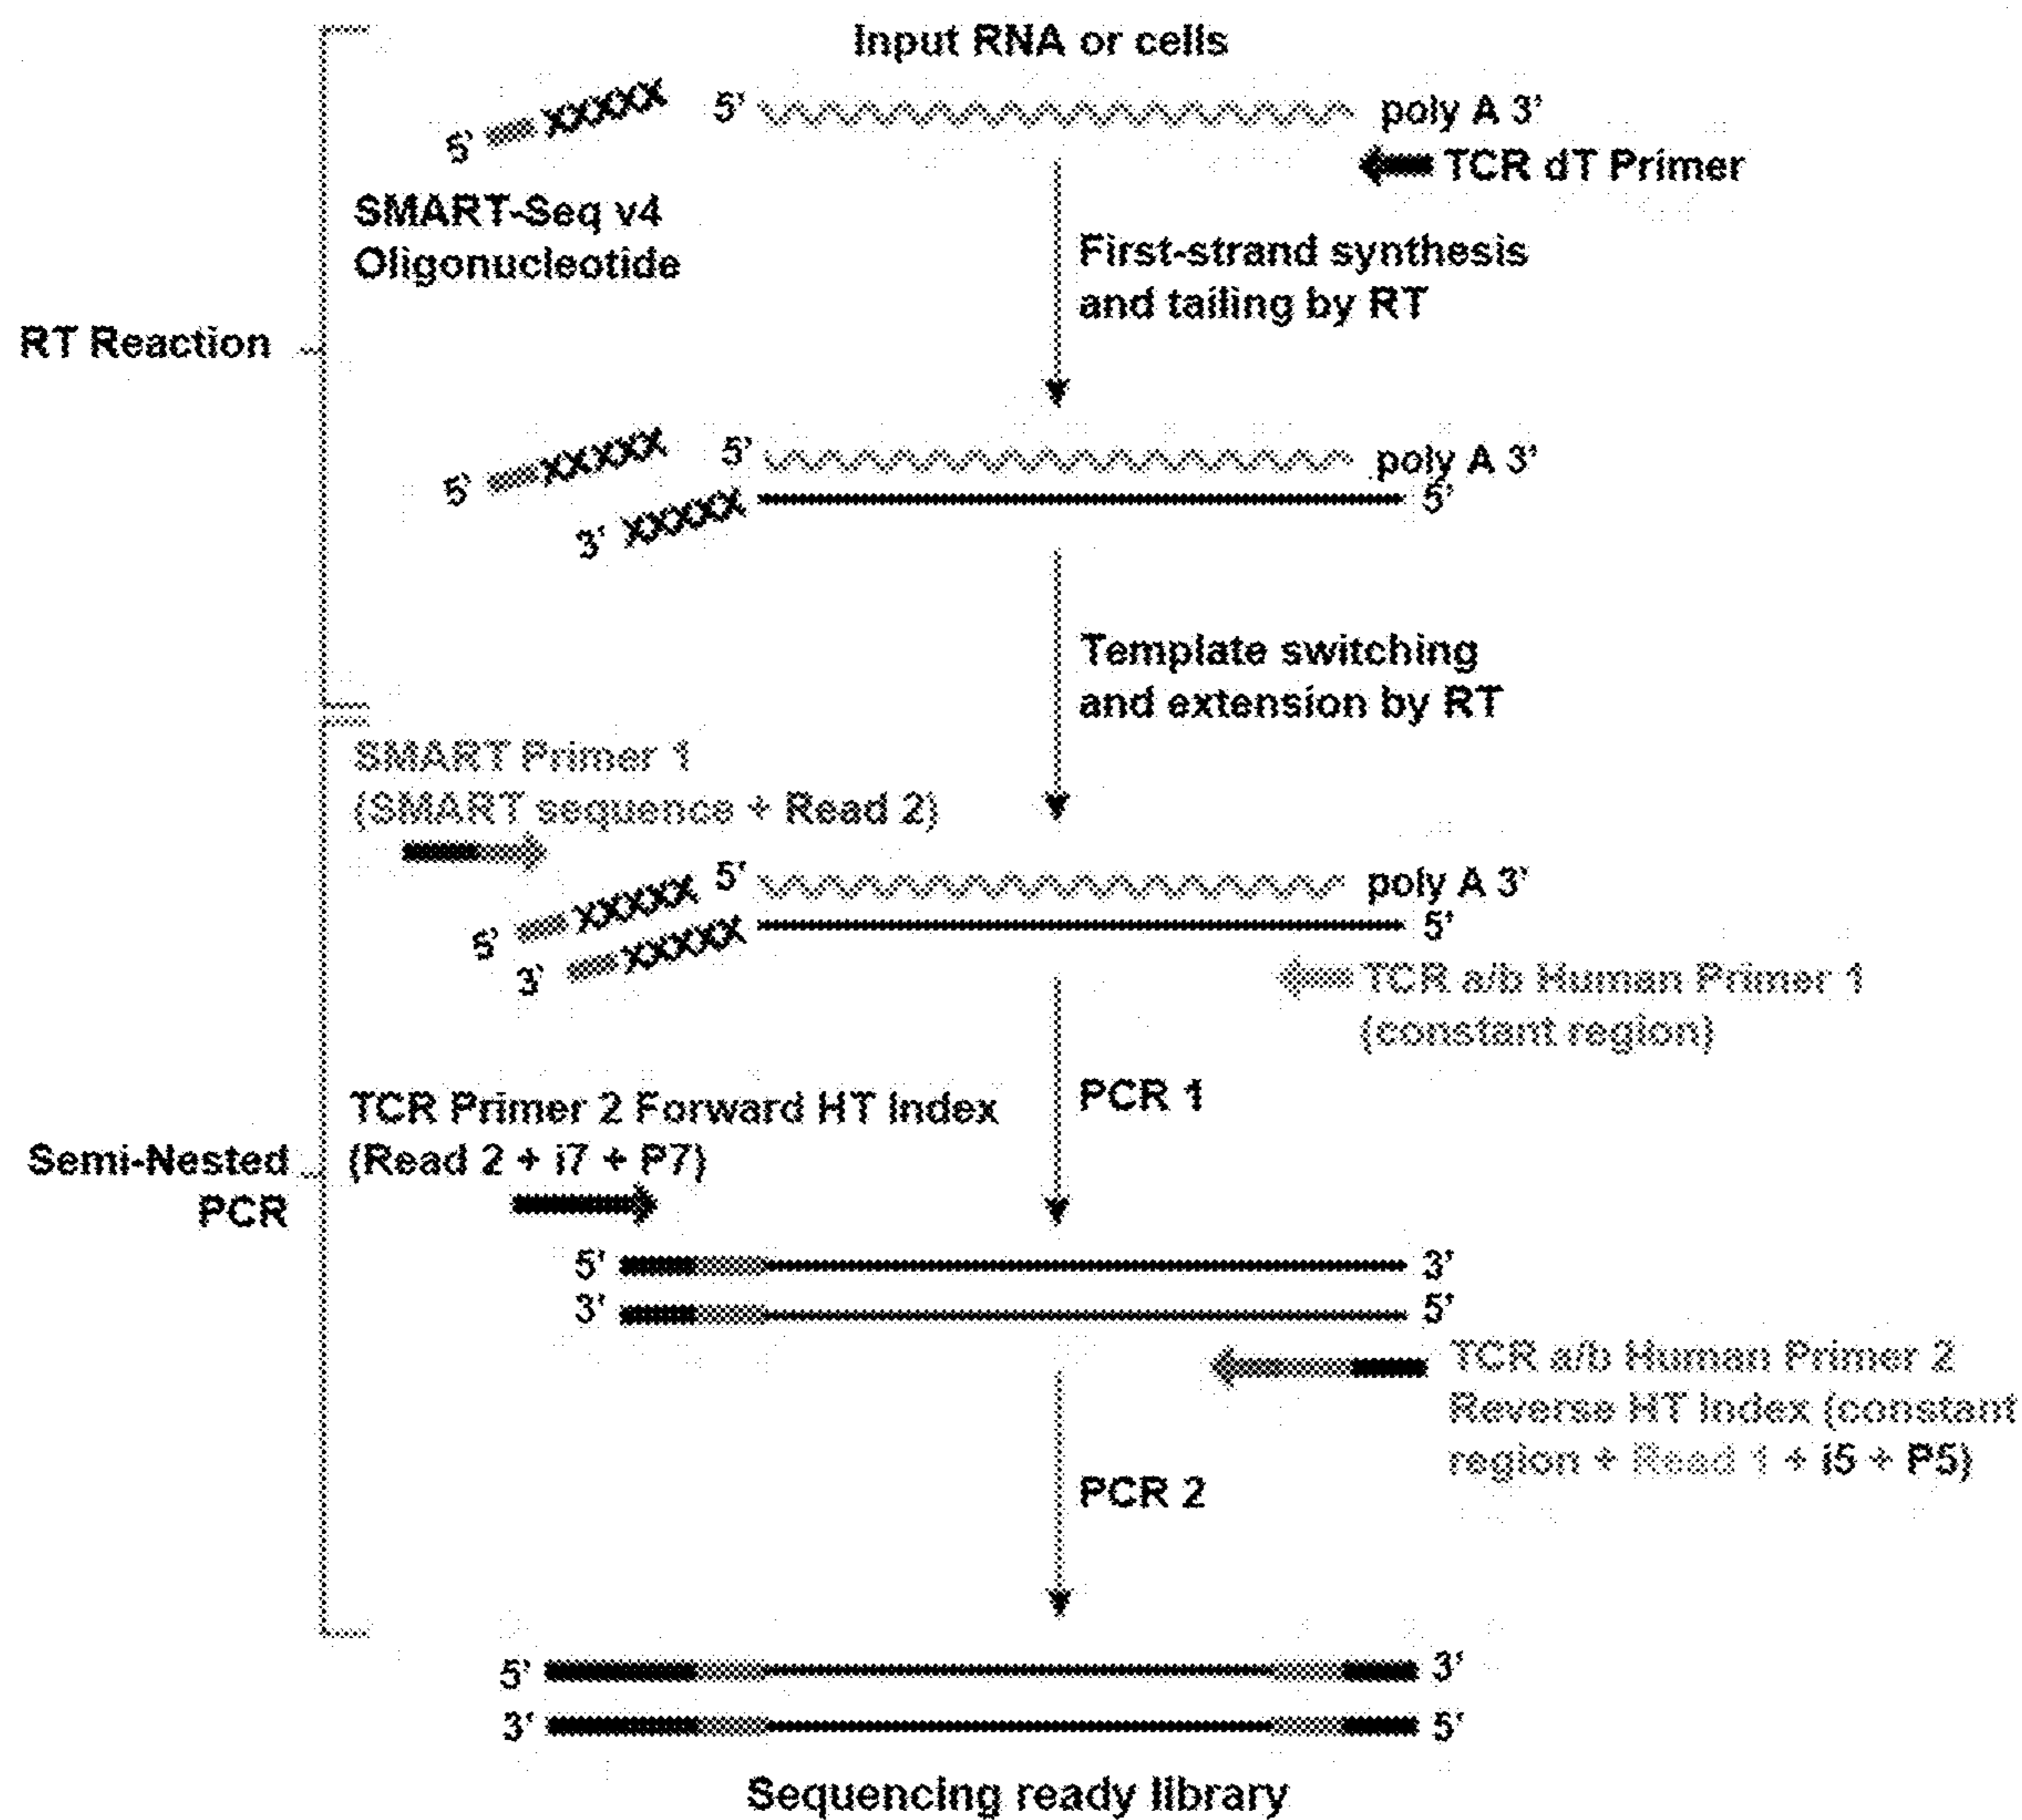 Input RNA or cells
5' XXXXX
5'
poly A 3'
TCR dT Primer
SMART-Seq v4
Oligonucleotide
First-strand synthesis
and tailing by RT
RT Reaction
5' XXXXX
5'
poly A 3'
3' XXXXX
5'
Template switching
and extension by RT
SMART Primer 1
(SMART sequence + Read 2)
5' XXXXX
5'
poly A 3'
3' XXXXX
5'
TCR a/b Human Primer 1
(constant region)
PCR 1
TCR Primer 2 Forward HT Index
(Read 2 + i7 + P7)
Semi-Nested
PCR
5'
3'
3'
5'
TCR a/b Human Primer 2
Reverse HT Index (constant
region + Read 1 + i5 + P5)
PCR 2
5'
3'
3'
5'
Sequencing ready library